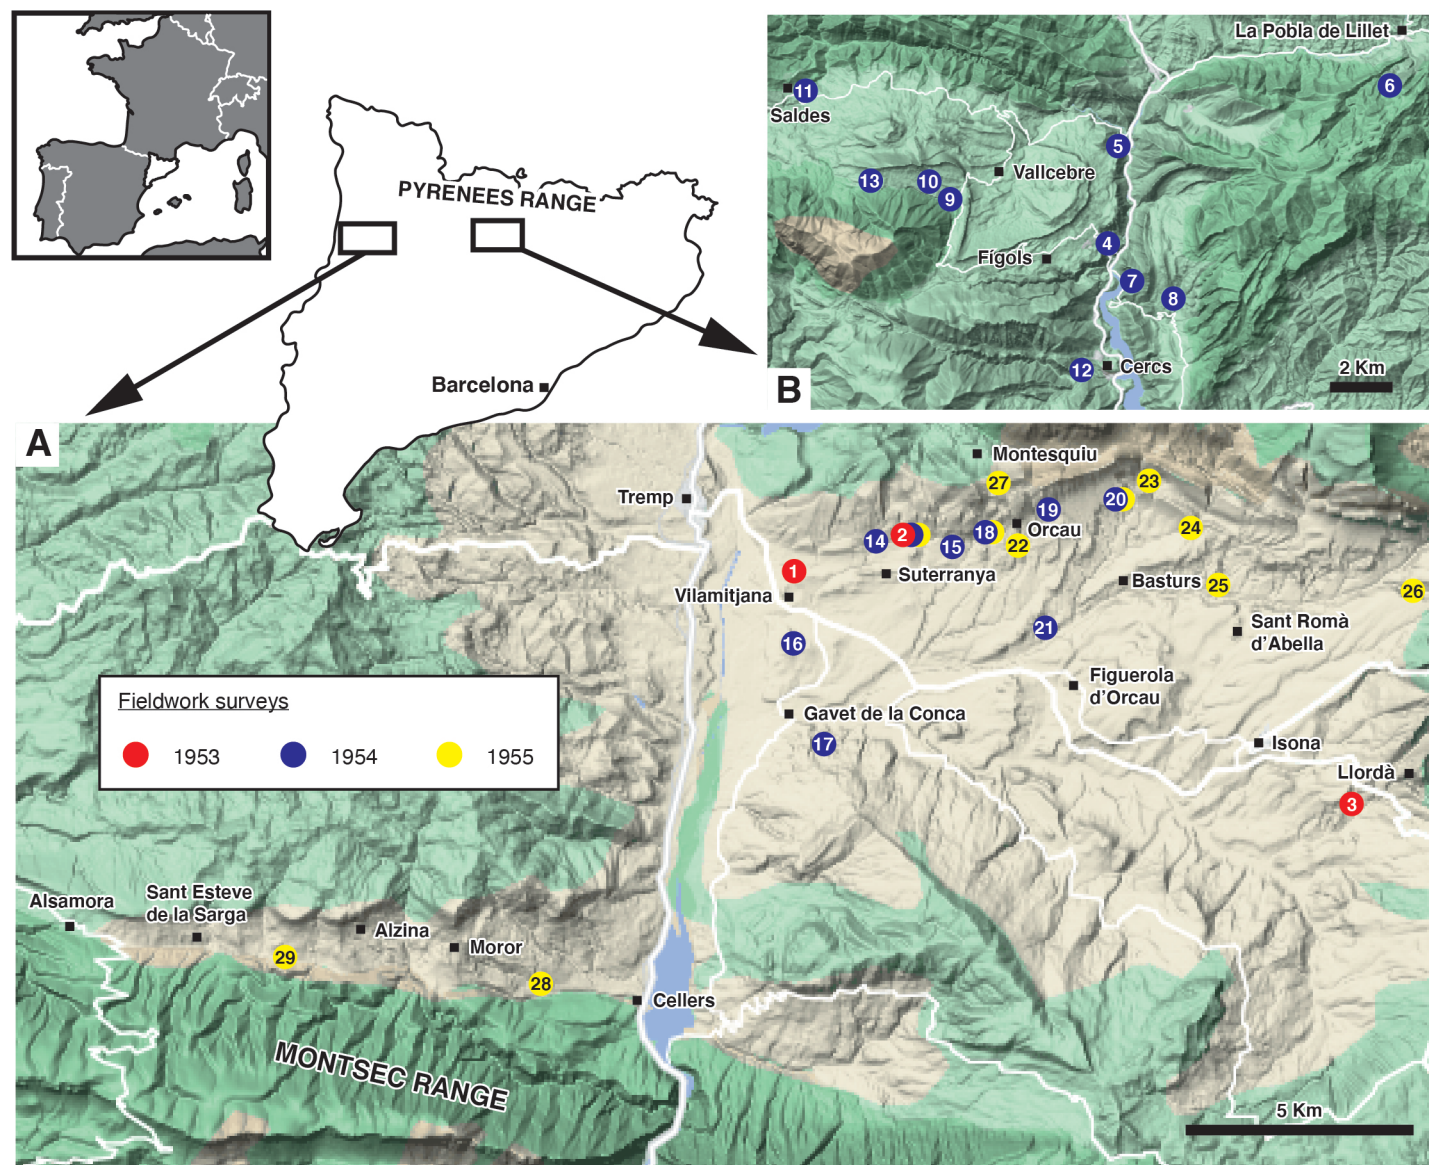 PYRENEES RANGE
Barcelona
La Pobla de Lillet
6
11
Saldes
5
Vallcebre
13
10
9
4
Fígols
7
8
12
Cercs
2 Km
B
A
Montesquiu
27
23
Tremp
20
19
24
14
2
15
18
Orcau
22
1
Suterranya
Basturs
25
26
Vilamitjana
16
21
Sant Romà
d'Abella
Figuerola
d'Orcau
Fieldwork surveys
1953
1954
1955
Gavet de la Conca
17
Isona
Llordà
3
Alsamora
Sant Esteve
de la Sarga
Alzina
Moror
29
28
Cellers
MONTSEC RANGE
5 Km